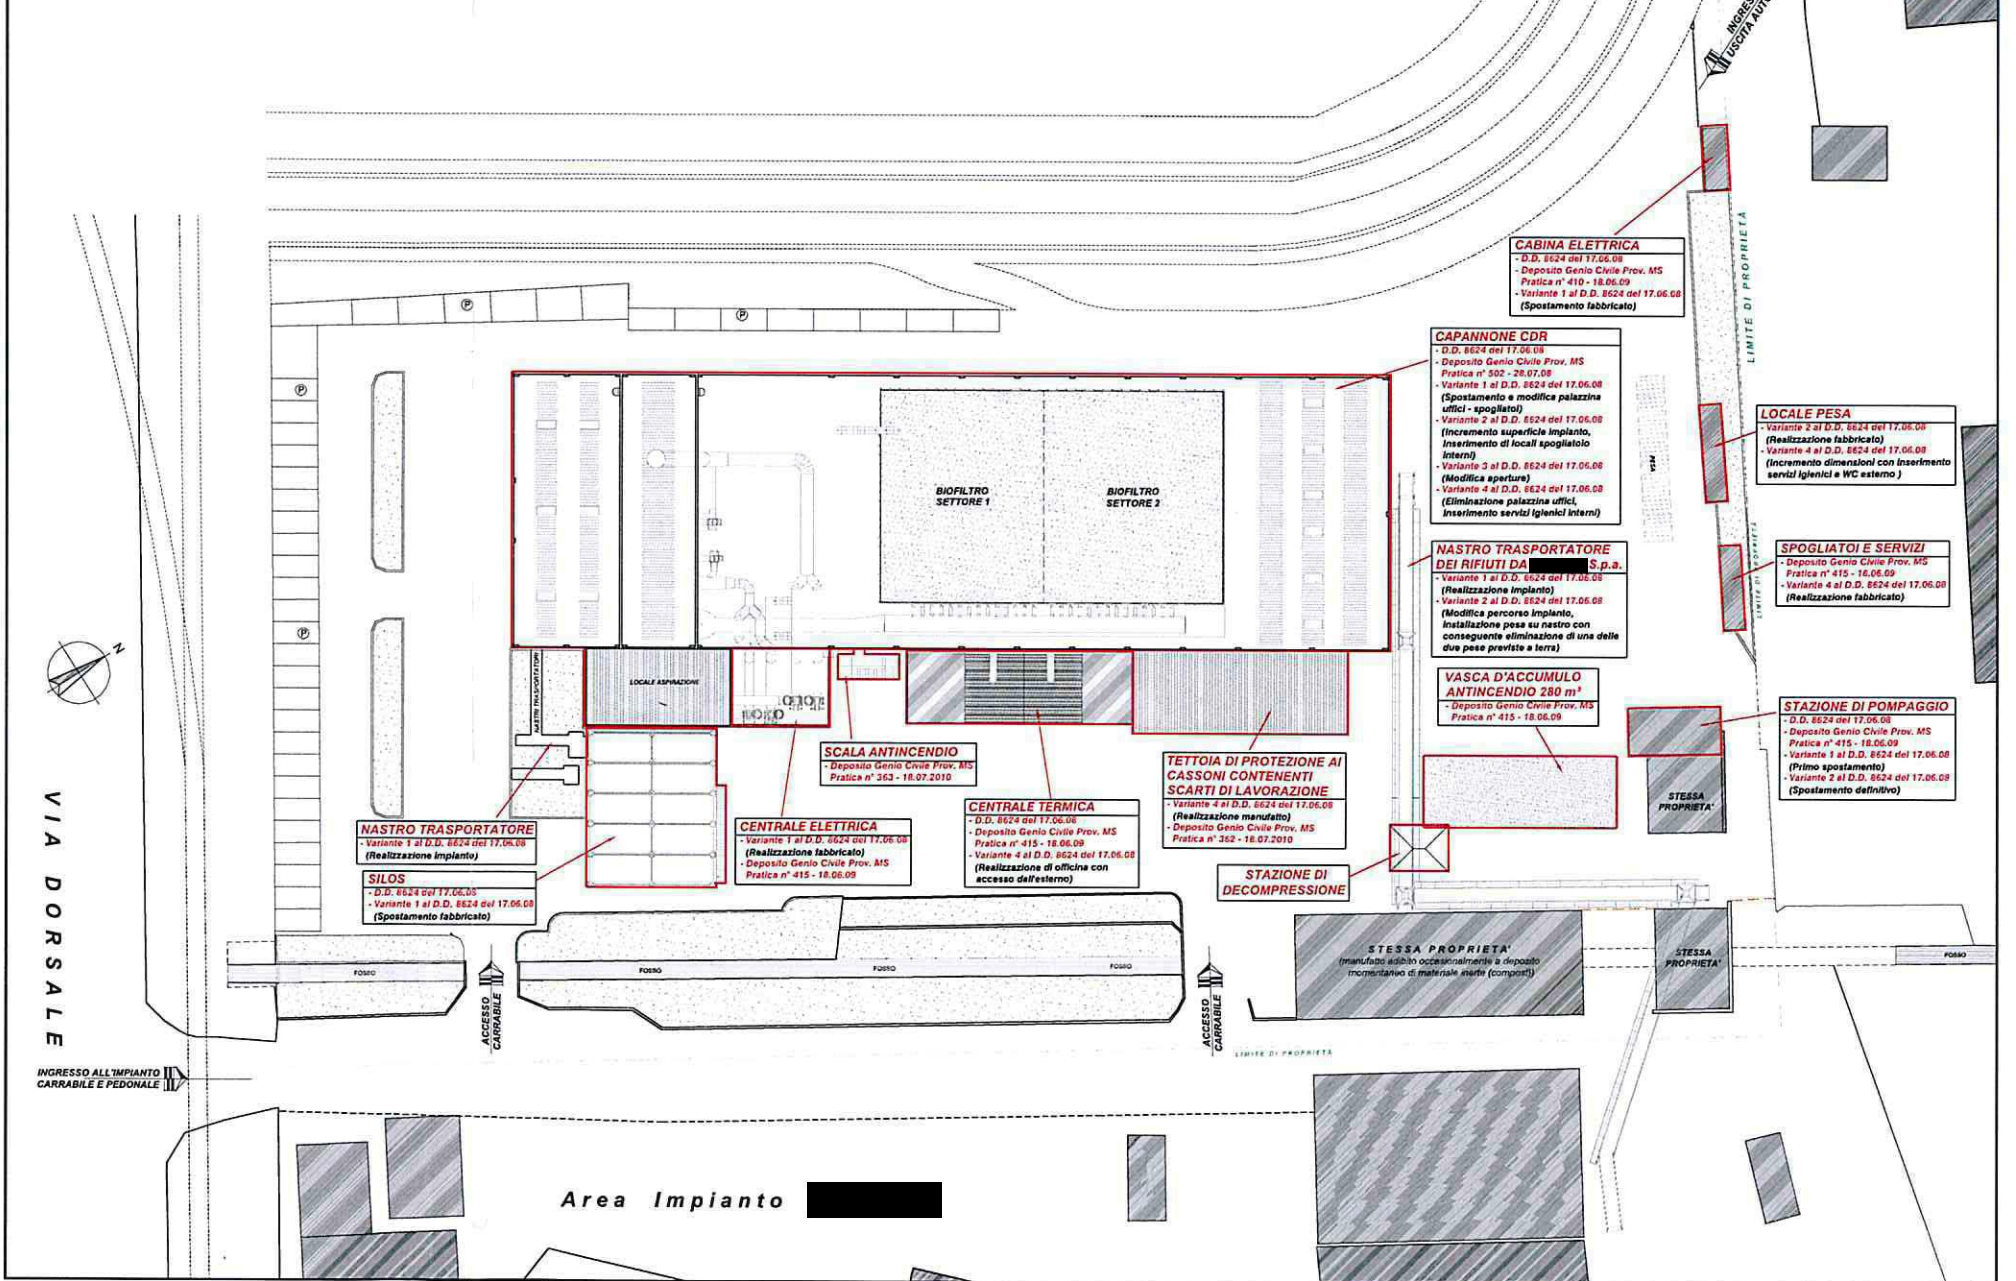 INGRES
USCITA AUTO
CABINA ELETTRICA
- D.D. 8624 del 17.06.08
- Deposito Genio Civile Prov. MS
Pratica n° 410 - 18.06.09
- Variante 1 al D.D. 8624 del 17.06.08
(Spostamento fabbricato)
LIMITE DI PROPRIETÀ
P
P
P
P
CAPANNONE CDR
- D.D. 8624 del 17.06.08
- Deposito Genio Civile Prov. MS
Pratica n° 502 - 28.07.08
- Variante 1 al D.D. 8624 del 17.06.08
(Spostamento e modifica palazzina
uffici - spogliatoi)
- Variante 2 al D.D. 8624 del 17.06.08
(Incremento superficie impianto,
Inserimento di locali spogliatoio
interni)
- Variante 3 al D.D. 8624 del 17.06.08
(Modifica aperture)
- Variante 4 al D.D. 8624 del 17.06.08
(Eliminazione palazzina uffici,
Inserimento servizi igienici interni)
LOCALE PESA
- Variante 2 al D.D. 8624 del 17.06.08
(Realizzazione fabbricato)
- Variante 4 al D.D. 8624 del 17.06.08
(Incremento dimensioni con inserimento
servizi igienici e WC esterno )
PESA
BIOFILTRO
SETTORE 1
BIOFILTRO
SETTORE 2
NASTRO TRASPORTATORE
DEI RIFIUTI DA S.p.a.
- Variante 1 al D.D. 8624 del 17.06.08
(Realizzazione impianto)
- Variante 2 al D.D. 8624 del 17.06.08
(Modifica percorso impianto,
installazione pesa su nastro con
conseguente eliminazione di una delle
due pese previste a terra)
SPOGLIATOI E SERVIZI
- Deposito Genio Civile Prov. MS
Pratica n° 415 - 18.06.09
- Variante 4 al D.D. 8624 del 17.06.08
(Realizzazione fabbricato)
LIMITE DI PROPRIETÀ
N
NASTRI TRASPORTATORI
LOCALE ASPIRAZIONE
VASCA D'ACCUMULO
ANTINCENDIO 280 m³
- Deposito Genio Civile Prov. MS
Pratica n° 415 - 18.06.09
STAZIONE DI POMPAGGIO
- D.D. 8624 del 17.06.08
- Deposito Genio Civile Prov. MS
Pratica n° 415 - 18.06.09
- Variante 1 al D.D. 8624 del 17.06.08
(Primo spostamento)
- Variante 2 al D.D. 8624 del 17.06.08
(Spostamento definitivo)
SCALA ANTINCENDIO
- Deposito Genio Civile Prov. MS
Pratica n° 363 - 18.07.2010
TETTOIA DI PROTEZIONE AI
CASSONI CONTENENTI
SCARTI DI LAVORAZIONE
- Variante 4 al D.D. 8624 del 17.06.08
(Realizzazione manufatto)
- Deposito Genio Civile Prov. MS
Pratica n° 362 - 18.07.2010
STESSA
PROPRIETA'
CENTRALE TERMICA
- D.D. 8624 del 17.06.08
- Deposito Genio Civile Prov. MS
Pratica n° 415 - 18.06.09
- Variante 4 al D.D. 8624 del 17.06.08
(Realizzazione di officina con
accesso dall'esterno)
NASTRO TRASPORTATORE
- Variante 1 al D.D. 8624 del 17.06.08
(Realizzazione impianto)
CENTRALE ELETTRICA
- Variante 1 al D.D. 8624 del 17.06.08
(Realizzazione fabbricato)
- Deposito Genio Civile Prov. MS
Pratica n° 415 - 18.06.09
SILOS
- D.D. 8624 del 17.06.08
- Variante 1 al D.D. 8624 del 17.06.08
(Spostamento fabbricato)
STAZIONE DI
DECOMPRESSIONE
VIA DORSALE
STESSA PROPRIETA'
(manufatto adibito occasionalmente a deposito
momentaneo di materiale inerte (compost))
STESSA
PROPRIETA'
FOSSO
FOSSO
FOSSO
FOSSO
FOSSO
ACCESSO
CARRABILE
ACCESSO
CARRABILE
LIMITE DI PROPRIETÀ
INGRESSO ALL'IMPIANTO
CARRABILE E PEDONALE
Area Impianto